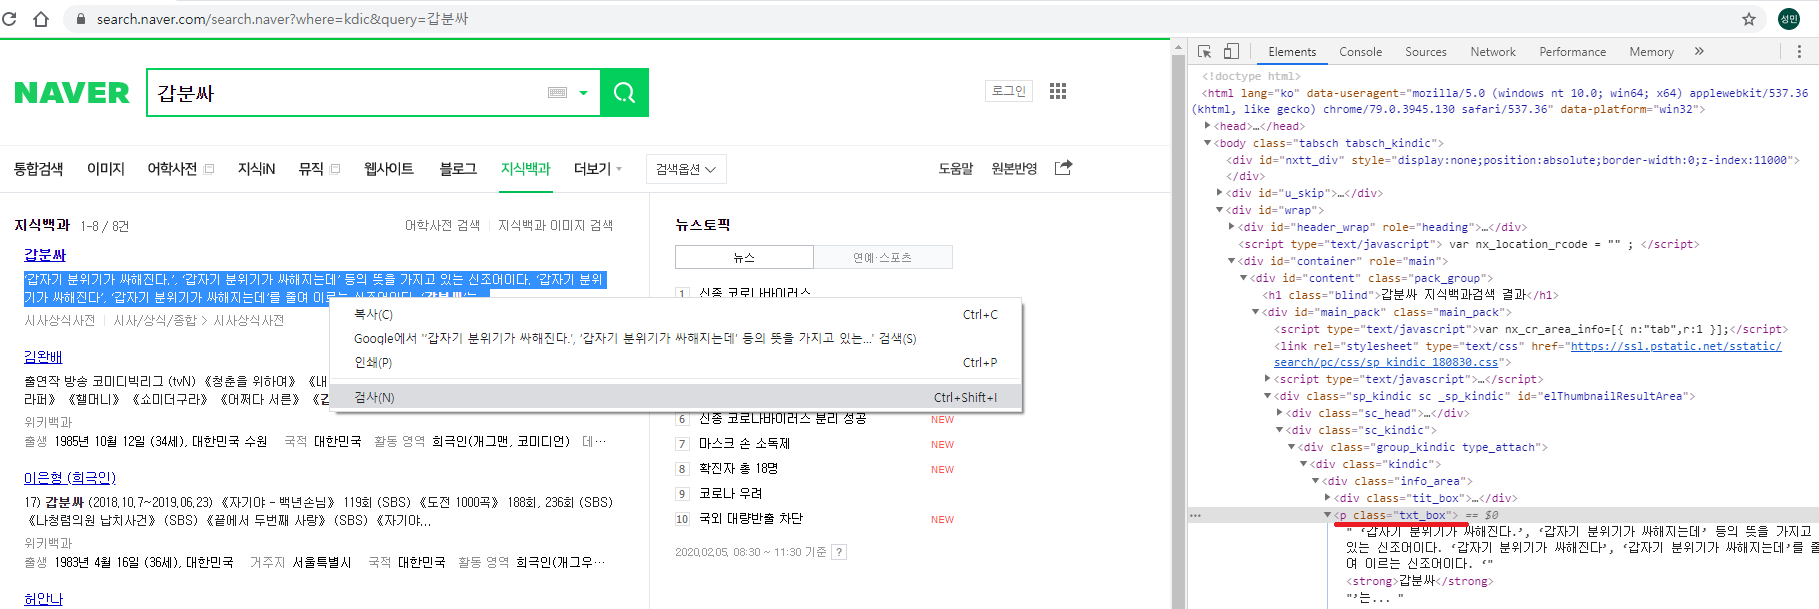 search.naver.com/search.naver?where=kdic&query=갑분싸
성민
NAVER
갑분싸
로그인
통합검색 이미지 어학사전 지식iN 뮤직 웹사이트 블로그 지식백과 더보기 검색옵션 도움말 원본반영
지식백과 1-8 / 8건 어학사전 검색 지식백과 이미지 검색
갑분싸
‘갑자기 분위기가 싸해진다.’, ‘갑자기 분위기가 싸해지는데’ 등의 뜻을 가지고 있는 신조어이다. ‘갑자기 분위
기가 싸해진다’, ‘갑자기 분위기가 싸해지는데’를 줄여 이르는 신조어이다. ‘갑분싸’는...
시사상식사전 시사/상식/종합 > 시사상식사전
김완배
출연작 방송 코미디빅리그 (tvN) 《청춘을 위하여》 《내
라퍼》 《헬머니》 《쇼미더구라》 《어쩌다 서른》 《갑
위키백과
출생 1985년 10월 12일 (34세), 대한민국 수원 국적 대한민국 활동 영역 희극인(개그맨, 코미디언) 데···
이은형 (희극인)
17) 갑분싸 (2018.10.7~2019.06.23) 《자기야 - 백년손님》 119회 (SBS) 《도전 1000곡》 188회, 236회 (SBS)
《나청렴의원 납치사건》 (SBS) 《끝에서 두번째 사랑》 (SBS) 《자기야...
위키백과
출생 1983년 4월 16일 (36세), 대한민국 거주지 서울특별시 국적 대한민국 활동 영역 희극인(개그우···
허안나
뉴스토픽
뉴스 연예·스포츠
1 신종 코로나바이러스
복사(C) Ctrl+C
Google에서 "‘갑자기 분위기가 싸해진다.’, ‘갑자기 분위기가 싸해지는데’ 등의 뜻을 가지고 있는..." 검색(S)
인쇄(P) Ctrl+P
검사(N) Ctrl+Shift+I
6 신종 코로나바이러스 분리 성공 NEW
7 마스크 손 소독제 NEW
8 확진자 총 18명 NEW
9 코로나 우려
10 국외 대량반출 차단 NEW
2020.02.05. 08:30 ~ 11:30 기준 ?
Elements Console Sources Network Performance Memory »
<!doctype html>
<html lang="ko" data-useragent="mozilla/5.0 (windows nt 10.0; win64; x64) applewebkit/537.36
(khtml, like gecko) chrome/79.0.3945.130 safari/537.36" data-platform="win32">
<head>…</head>
<body class="tabsch tabsch_kindic">
<div id="nxtt_div" style="display:none;position:absolute;border-width:0;z-index:11000">
</div>
<div id="u_skip">…</div>
<div id="wrap">
<div id="header_wrap" role="heading">…</div>
<script type="text/javascript"> var nx_location_rcode = "" ; </script>
<div id="container" role="main">
<div id="content" class="pack_group">
<h1 class="blind">갑분싸 지식백과검색 결과</h1>
<div id="main_pack" class="main_pack">
<script type="text/javascript">var nx_cr_area_info=[{ n:"tab",r:1 }];</script>
<link rel="stylesheet" type="text/css" href="https://ssl.pstatic.net/sstatic/
search/pc/css/sp_kindic_180830.css">
<script type="text/javascript">…</script>
<div class="sp_kindic sc _sp_kindic" id="elThumbnailResultArea">
<div class="sc_head">…</div>
<div class="sc_kindic">
<div class="group_kindic type_attach">
<div class="kindic">
<div class="info_area">
<div class="tit_box">…</div>
<p class="txt_box"> == $0
" ‘갑자기 분위기가 싸해진다.’, ‘갑자기 분위기가 싸해지는데’ 등의 뜻을 가지고
있는 신조어이다. ‘갑자기 분위기가 싸해진다’, ‘갑자기 분위기가 싸해지는데’를 줄
여 이르는 신조어이다. ‘"
<strong>갑분싸</strong>
"’는... "